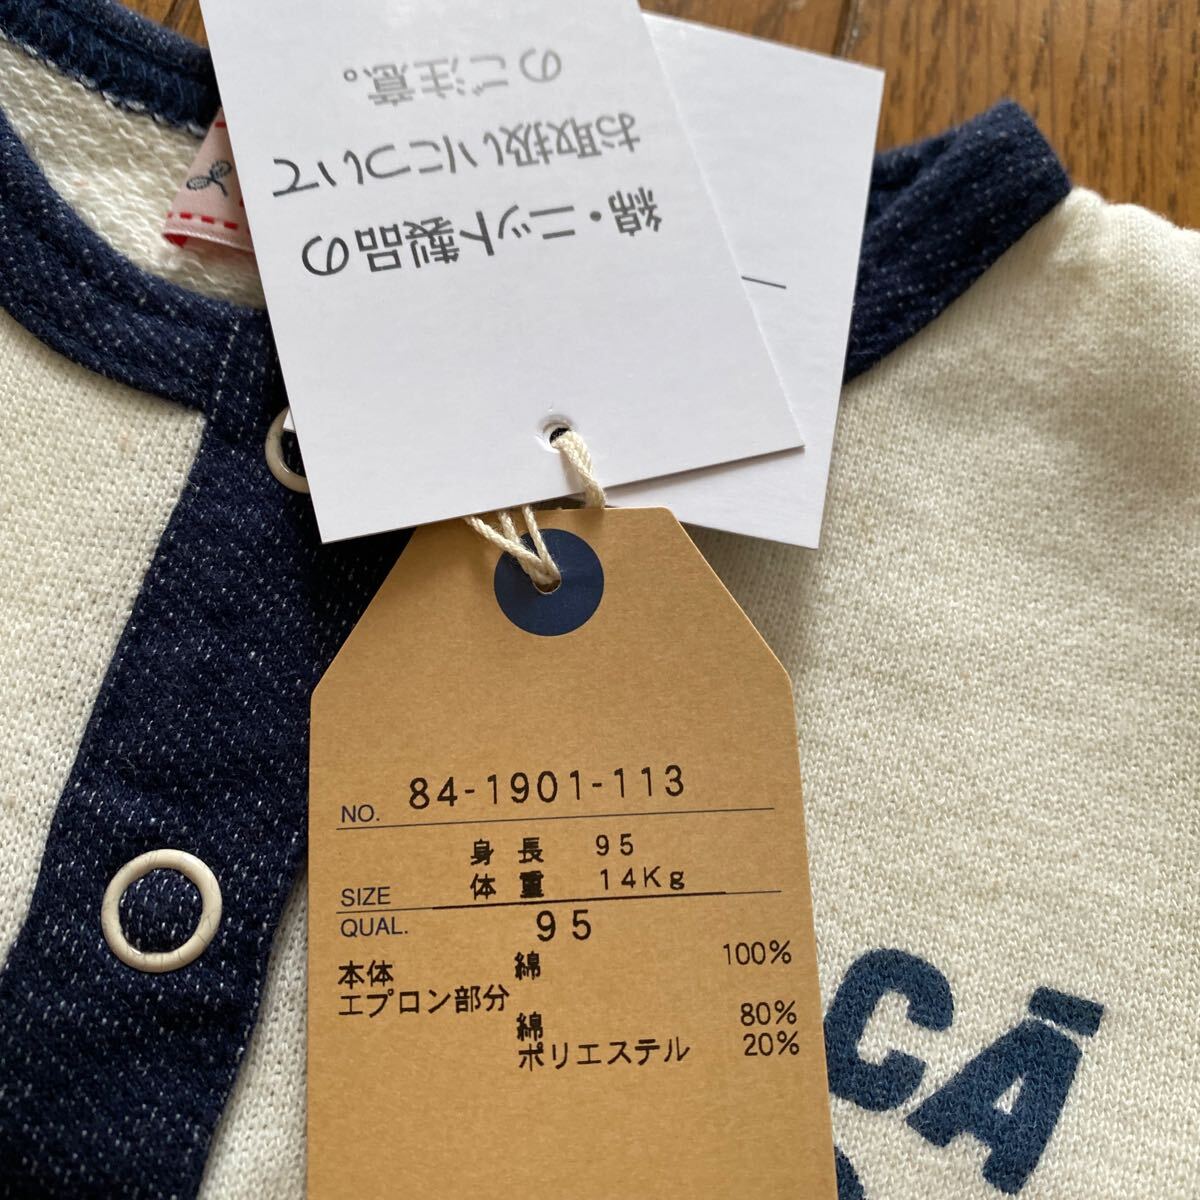 綿・ニット製品の
お取扱いについて
のご注意。
NO. 84-1901-113
身長 95
SIZE 体重 14Kg
QUAL. 95
本体 綿 100%
エプロン部分
綿 80%
ポリエステル 20%
CA